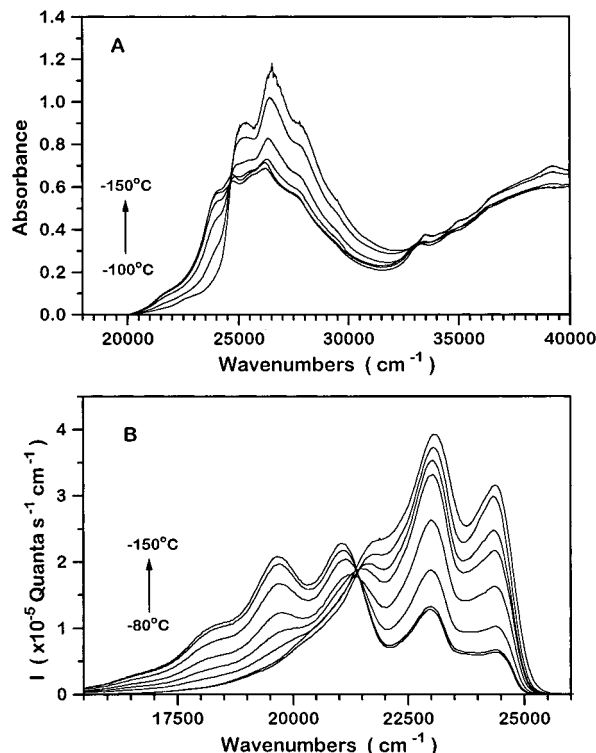 A
1.4
1.2
1.0
0.8
0.6
0.4
0.2
0.0
Absorbance
-150°C
-100°C
20000 25000 30000 35000 40000
Wavenumbers ( cm⁻¹ )
B
4
3
2
1
0
I ( x10⁻⁵ Quanta s⁻¹ cm⁻¹ )
-150°C
-80°C
17500 20000 22500 25000
Wavenumbers ( cm⁻¹ )